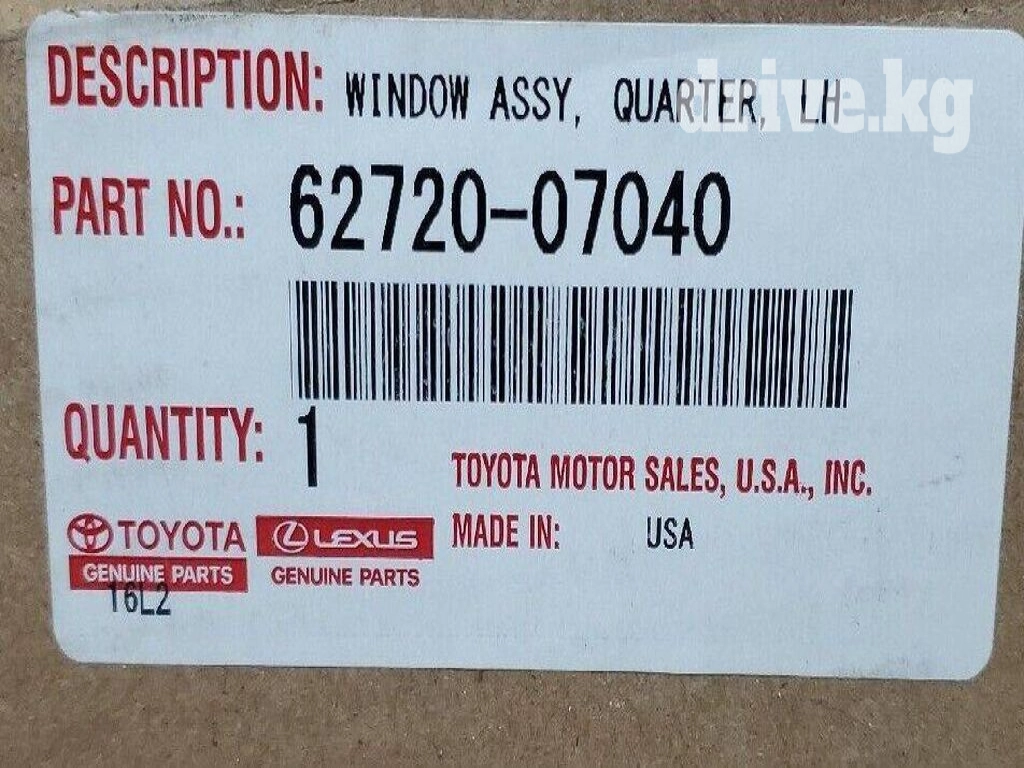 DESCRIPTION: WINDOW ASSY, QUARTER, LH
drive.kg
PART NO.: 62720-07040
QUANTITY: 1
TOYOTA MOTOR SALES, U.S.A., INC.
TOYOTA LEXUS MADE IN: USA
GENUINE PARTS GENUINE PARTS
16L2